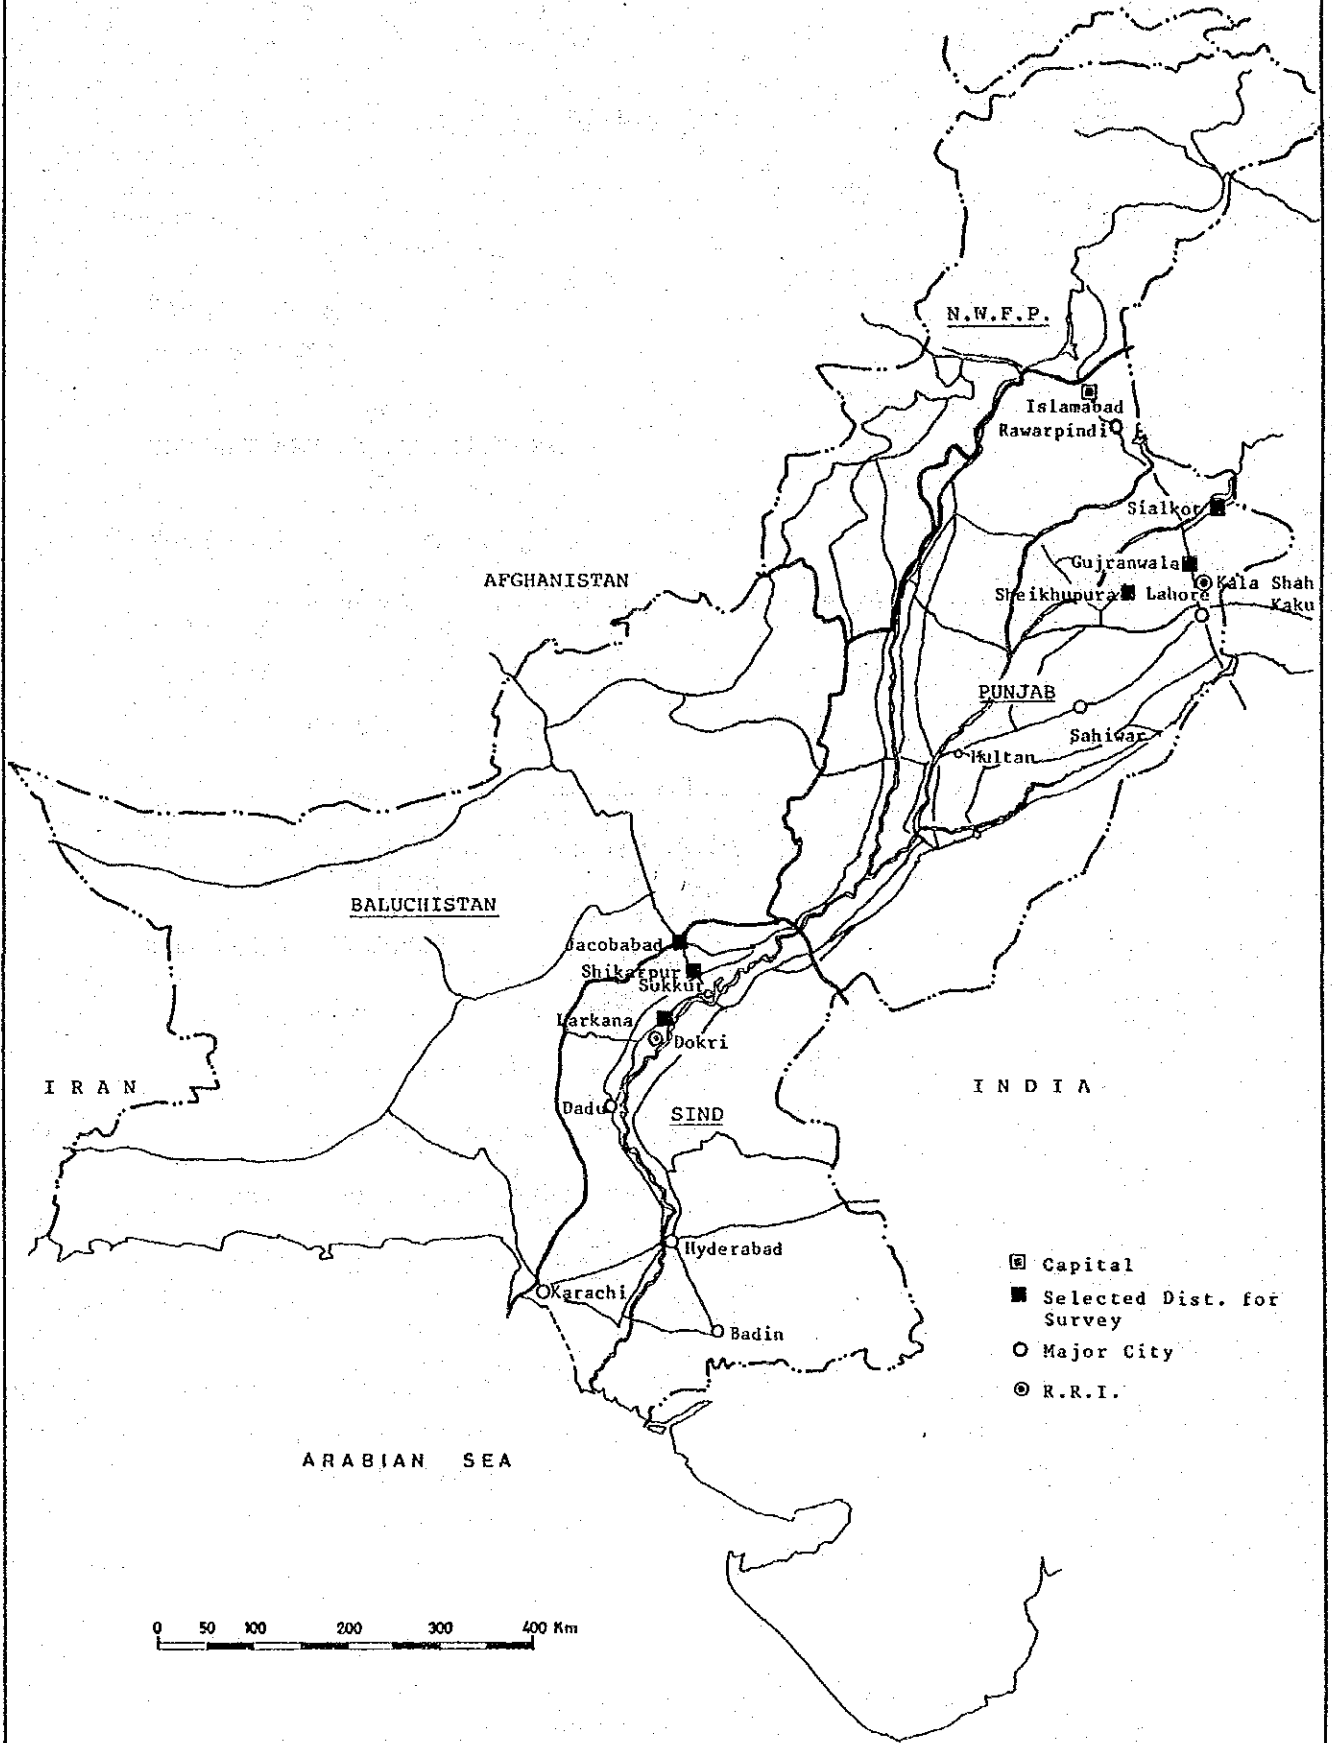 N.W.F.P.
Islamabad
Rawarpindi
Sialkot
Gujranwala
Sheikhupura
Lahore
Kala Shah
Kaku
AFGHANISTAN
PUNJAB
Sahiwar
Multan
BALUCHISTAN
Jacobabad
Shikarpur
Sukkur
Larkana
Dokri
IRAN
INDIA
Dadu
SIND
Hyderabad
Karachi
Badin
Capital
Selected Dist. for
Survey
Major City
R.R.I.
ARABIAN SEA
0 50 100 200 300 400 Km